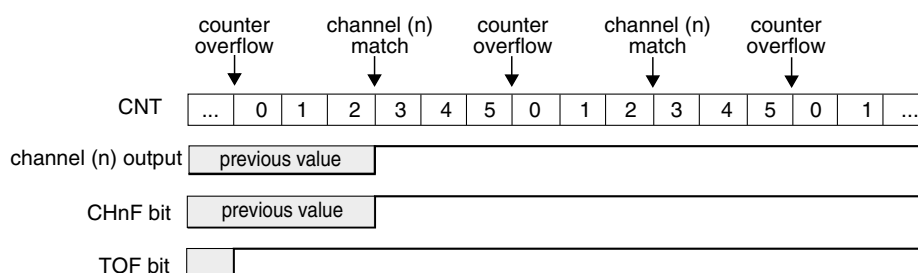 counter overflow
channel (n) match
counter overflow
channel (n) match
counter overflow
CNT ... 0 1 2 3 4 5 0 1 2 3 4 5 0 1 ...
channel (n) output previous value
CHnF bit previous value
TOF bit